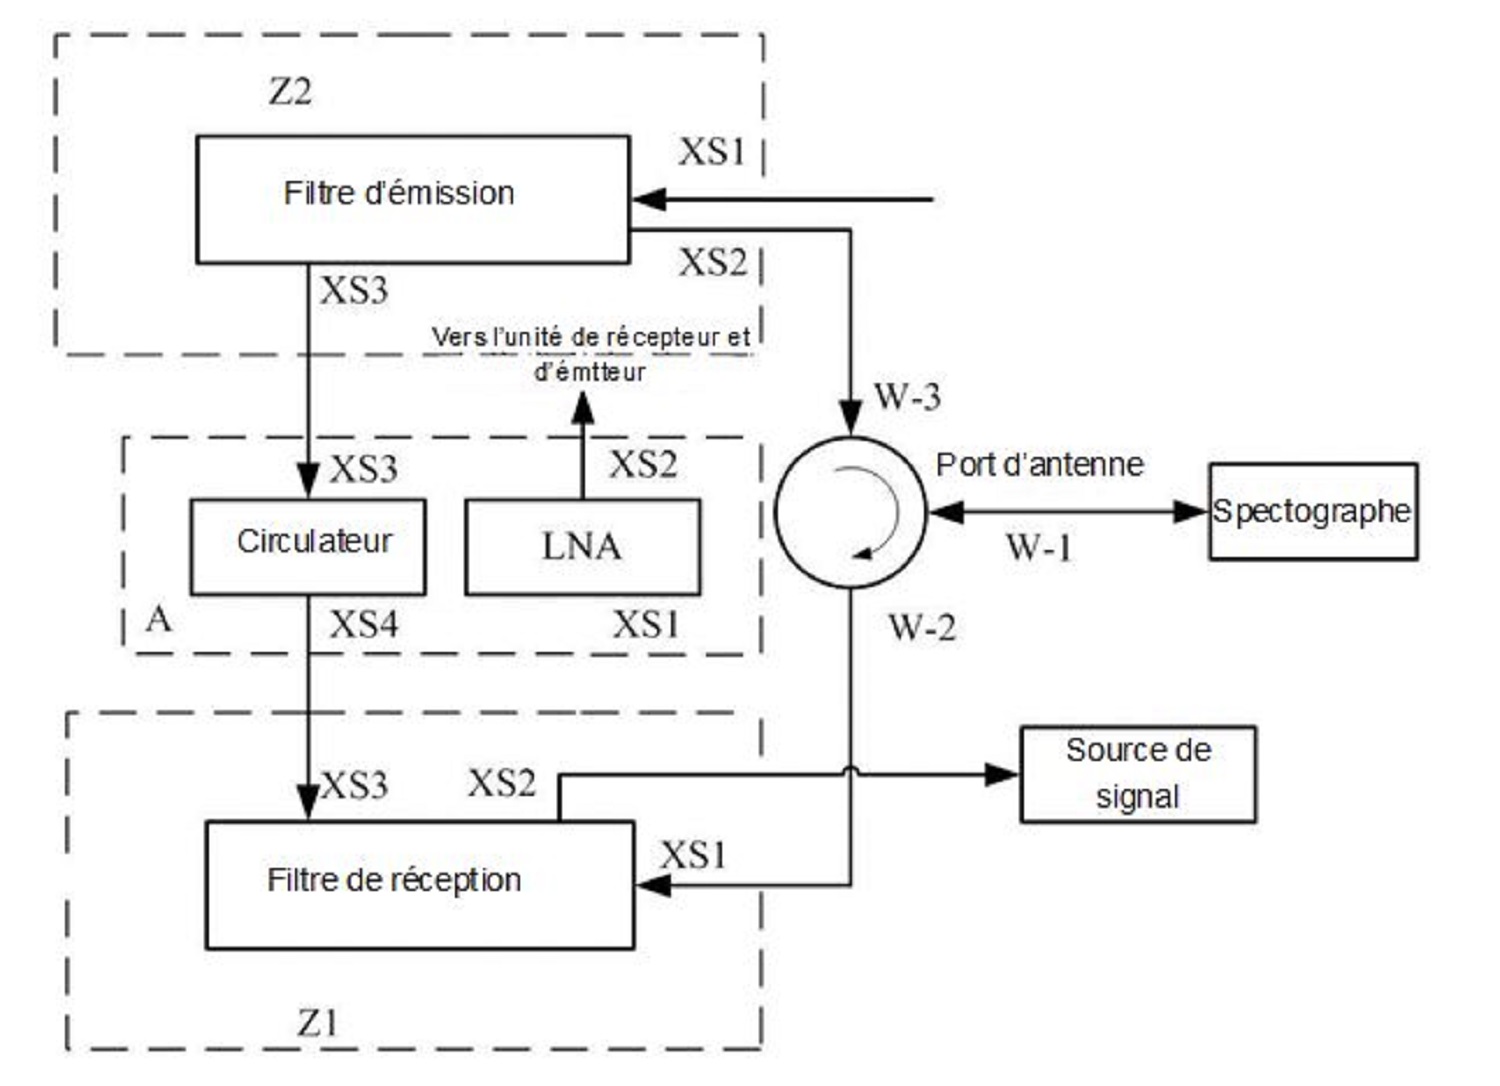 Z2
XS1
Filtre d'émission
XS2
XS3
Vers l'unité de récepteur et
d'émtteur
W-3
XS3
XS2
Port d'antenne
Circulateur
LNA
Spectographe
W-1
A
XS4
XS1
W-2
XS3
XS2
Source de
signal
XS1
Filtre de réception
Z1